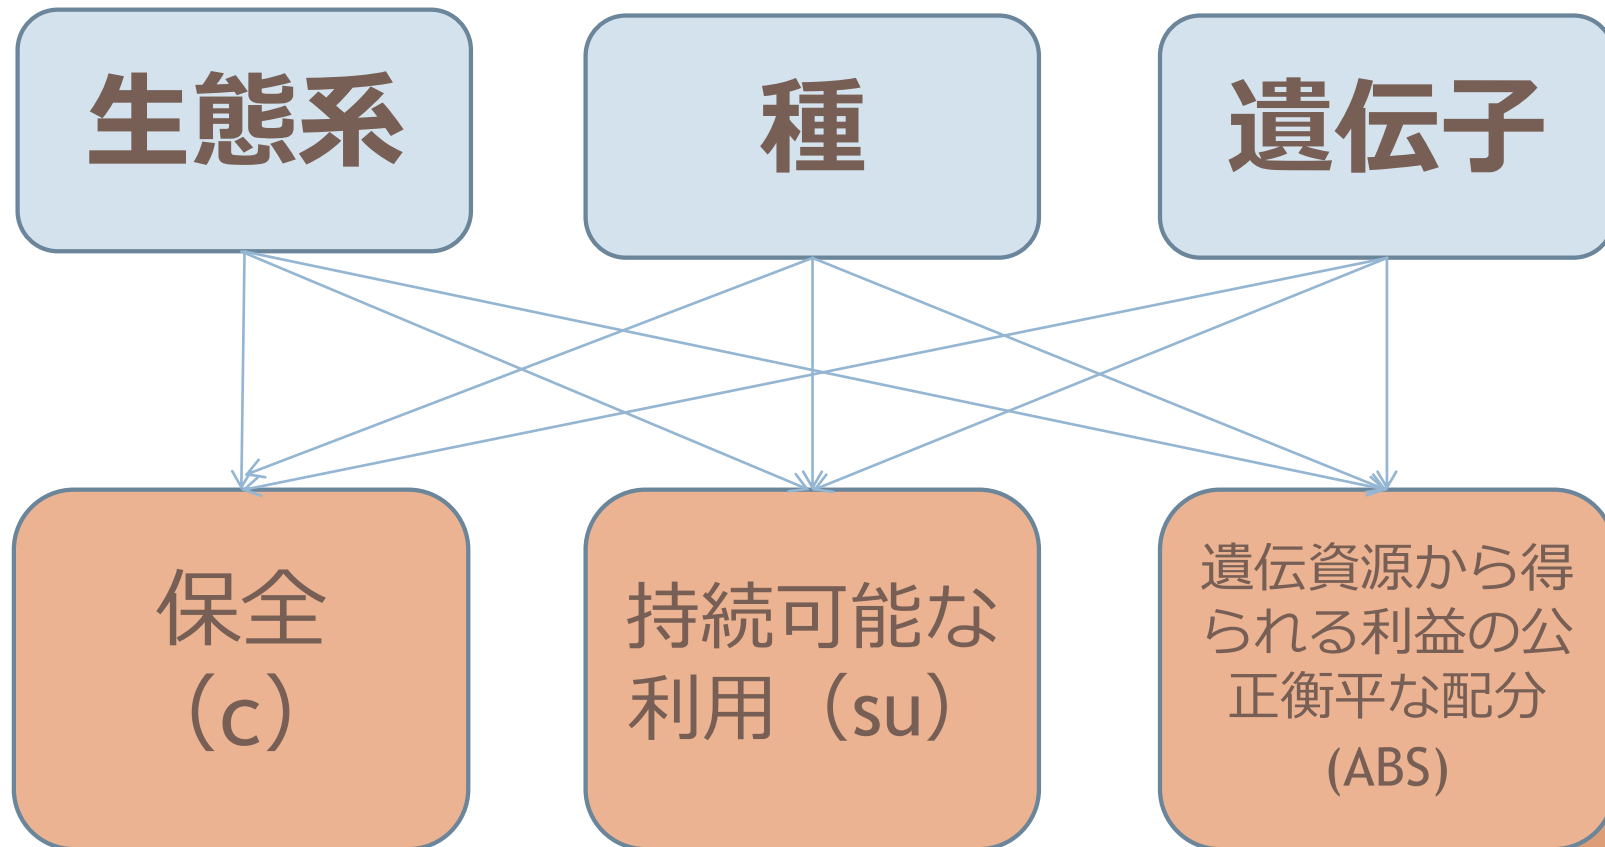 生態系
種
遺伝子
保全
（c）
持続可能な
利用（su）
遺伝資源から得
られる利益の公
正衡平な配分
(ABS)